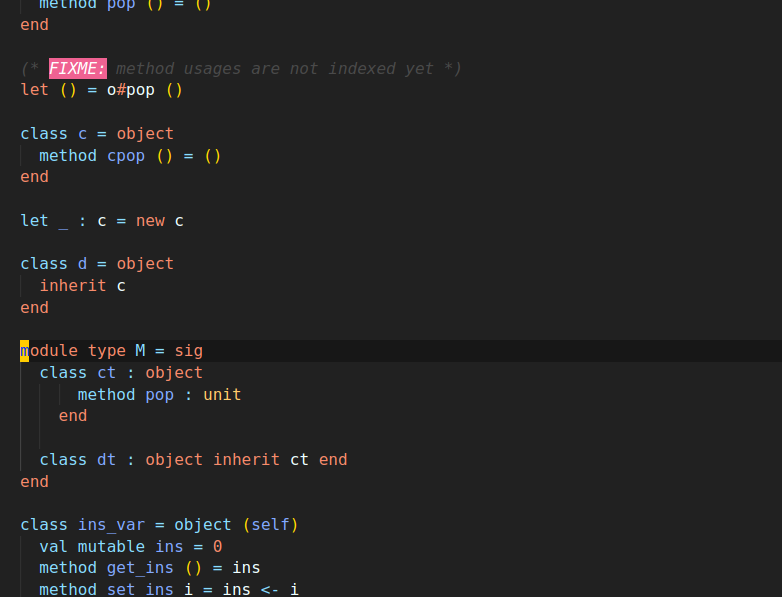 method pop () = ()
end
(* FIXME: method usages are not indexed yet *)
let () = o#pop ()
class c = object
method cpop () = ()
end
let _ : c = new c
class d = object
inherit c
end
module type M = sig
class ct : object
method pop : unit
end
class dt : object inherit ct end
end
class ins_var = object (self)
val mutable ins = 0
method get_ins () = ins
method set_ins i = ins <- i